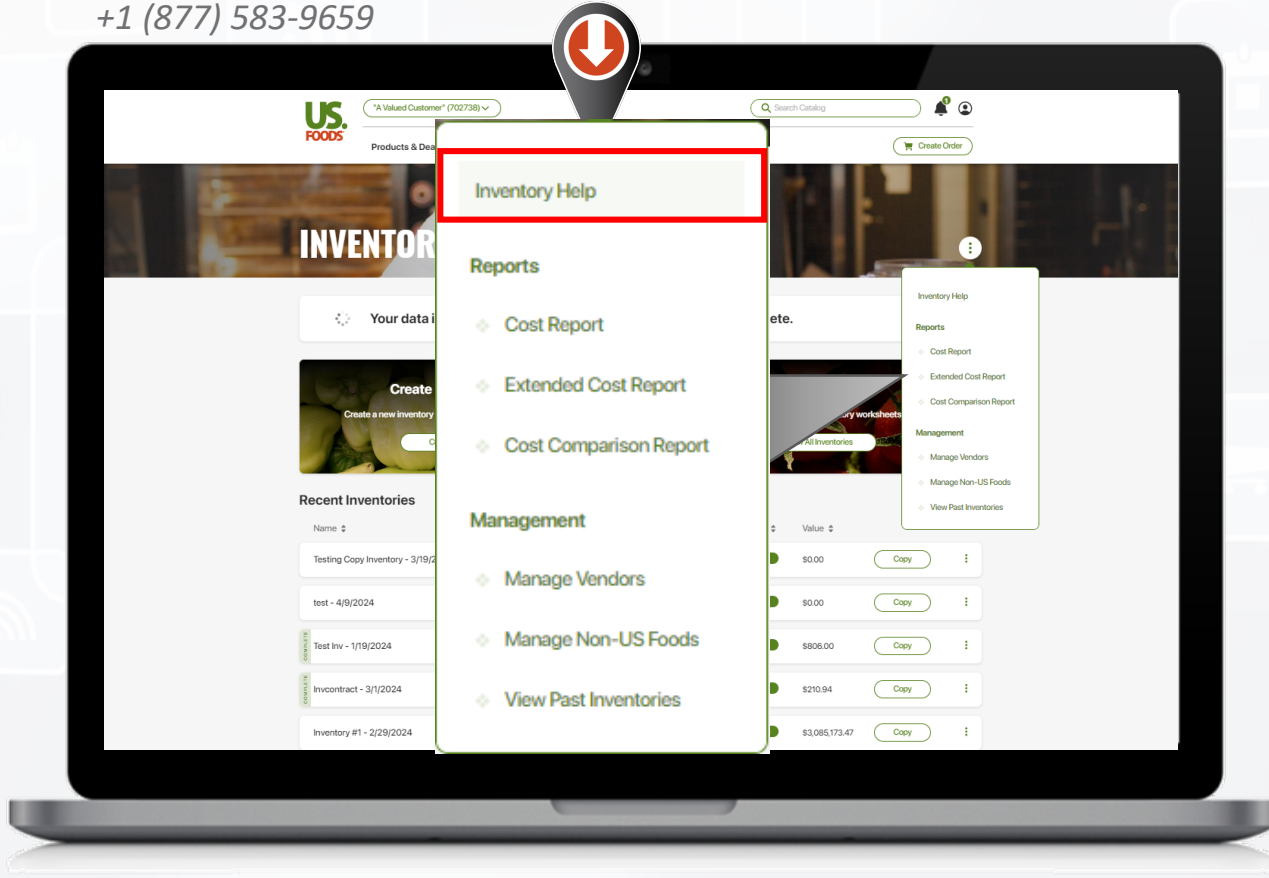 +1 (877) 583-9659
US.
FOODS
"A Valued Customer" (702738)
Search Catalog
1
Products & Dea
Create Order
INVENTOR
Your data i
ete.
Create
Create a new inventory
C
ory worksheets
All Inventories
Recent Inventories
Name
Value
Testing Copy Inventory - 3/19/2
$0.00
Copy
test - 4/9/2024
$0.00
Copy
COMPLETE
Test Inv - 1/19/2024
$806.00
Copy
COMPLETE
Invcontract - 3/1/2024
$210.94
Copy
Inventory #1 - 2/29/2024
$3,085,173.47
Copy
Inventory Help
Reports
Cost Report
Extended Cost Report
Cost Comparison Report
Management
Manage Vendors
Manage Non-US Foods
View Past Inventories
Inventory Help
Reports
Cost Report
Extended Cost Report
Cost Comparison Report
Management
Manage Vendors
Manage Non-US Foods
View Past Inventories